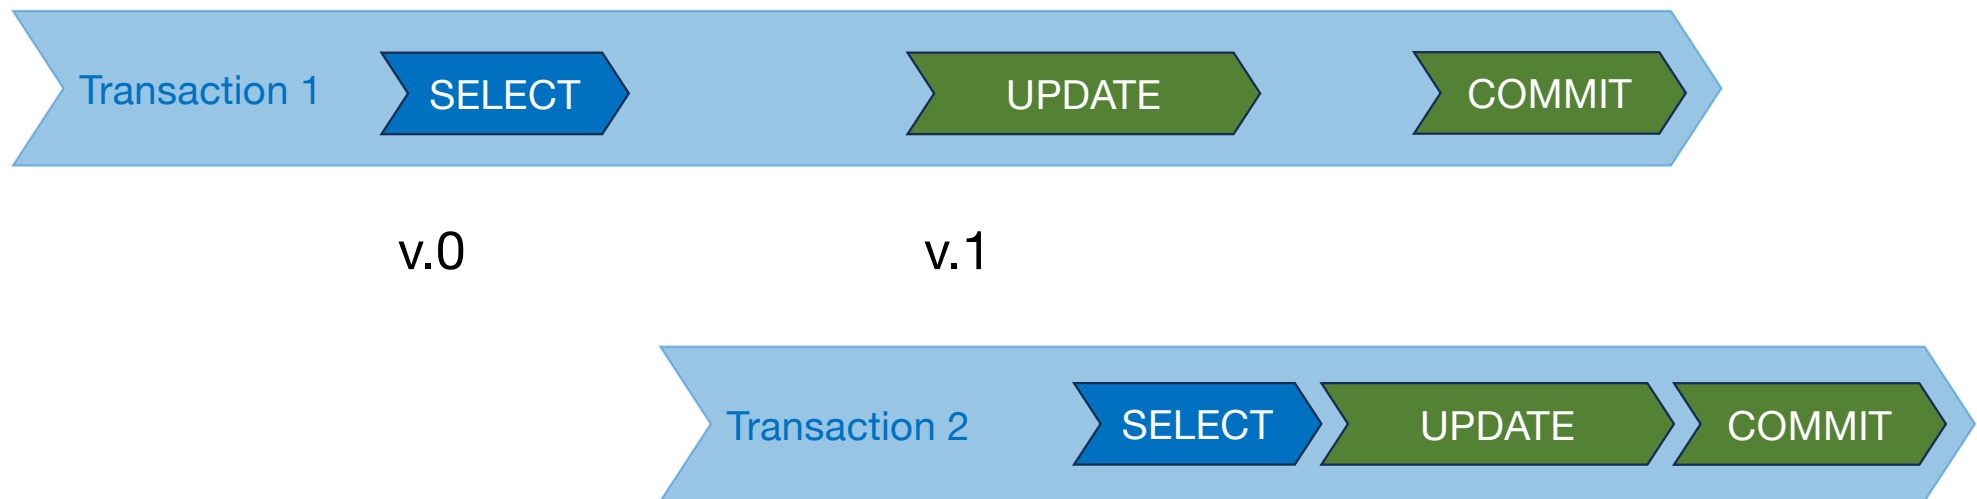 Transaction 1 SELECT UPDATE COMMIT
v.0 v.1
Transaction 2 SELECT UPDATE COMMIT